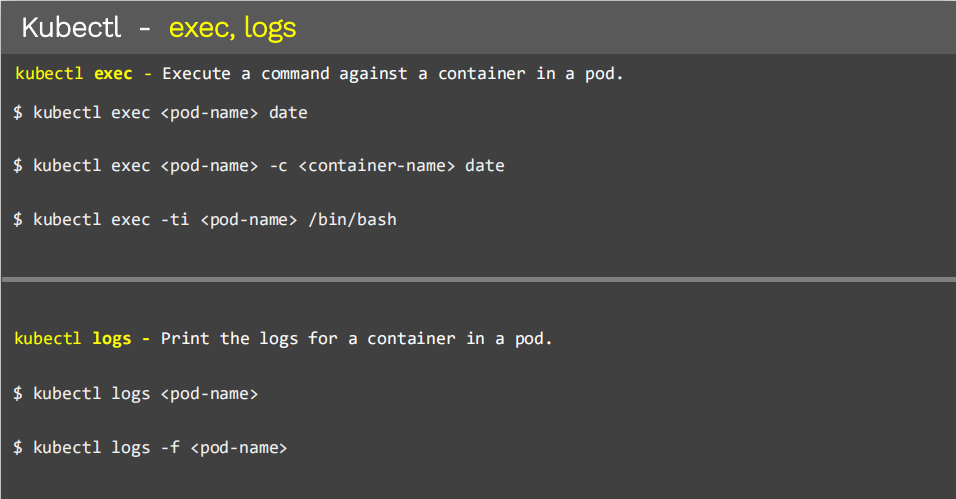 Kubectl - exec, logs
kubectl exec - Execute a command against a container in a pod.
$ kubectl exec <pod-name> date
$ kubectl exec <pod-name> -c <container-name> date
$ kubectl exec -ti <pod-name> /bin/bash
kubectl logs - Print the logs for a container in a pod.
$ kubectl logs <pod-name>
$ kubectl logs -f <pod-name>